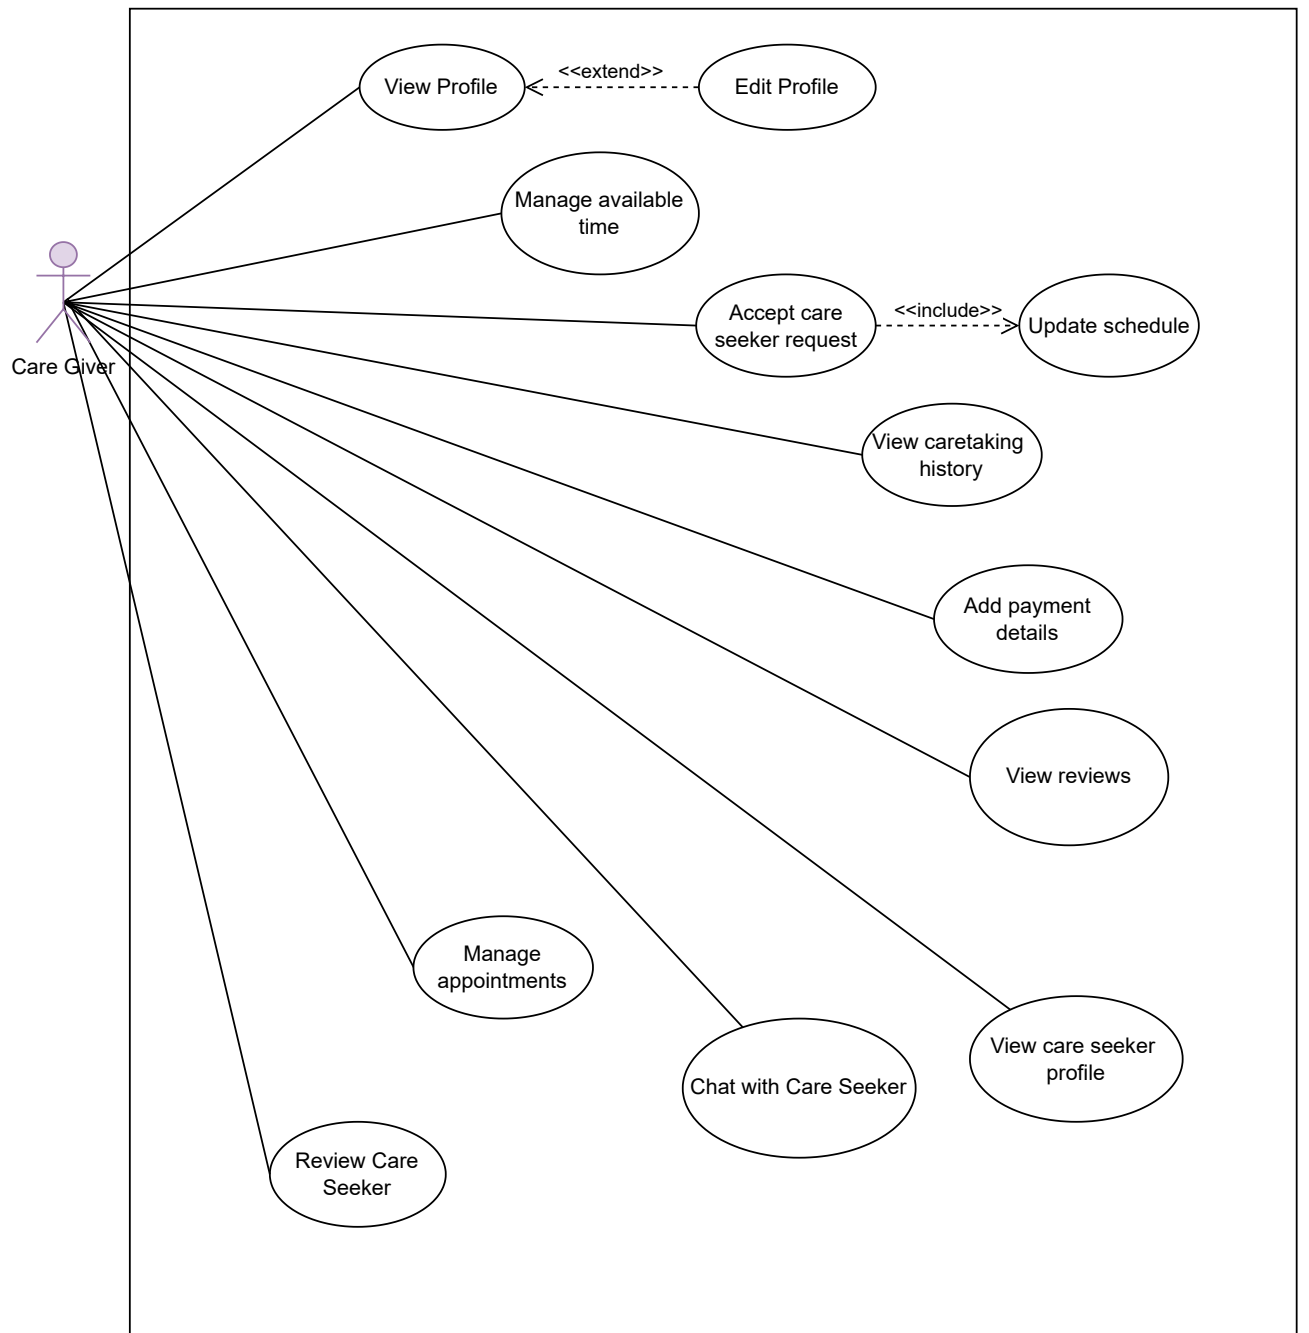 View Profile
<<extend>>
Edit Profile
Manage available
time
Care Giver
Accept care
seeker request
<<include>>
Update schedule
View caretaking
history
Add payment
details
View reviews
Manage
appointments
View care seeker
profile
Chat with Care Seeker
Review Care
Seeker